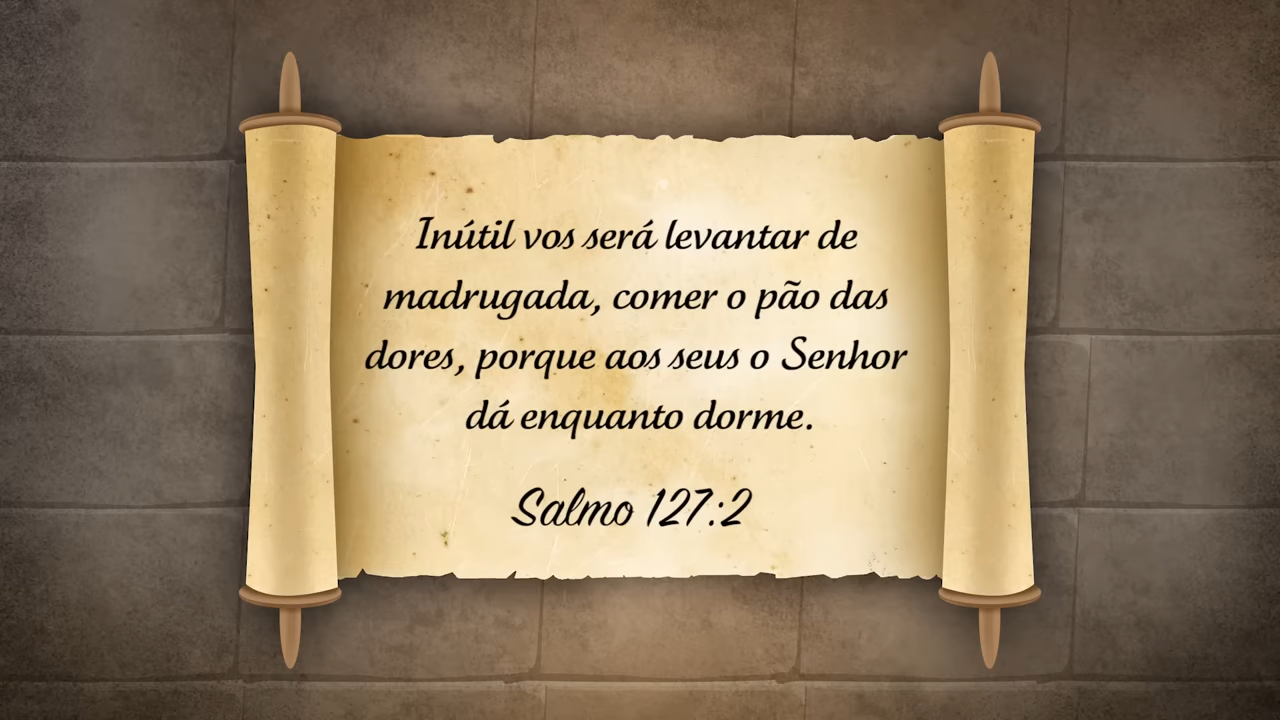 Inútil vos será levantar de
madrugada, comer o pão das
dores, porque aos seus o Senhor
dá enquanto dorme.
Salmo 127:2